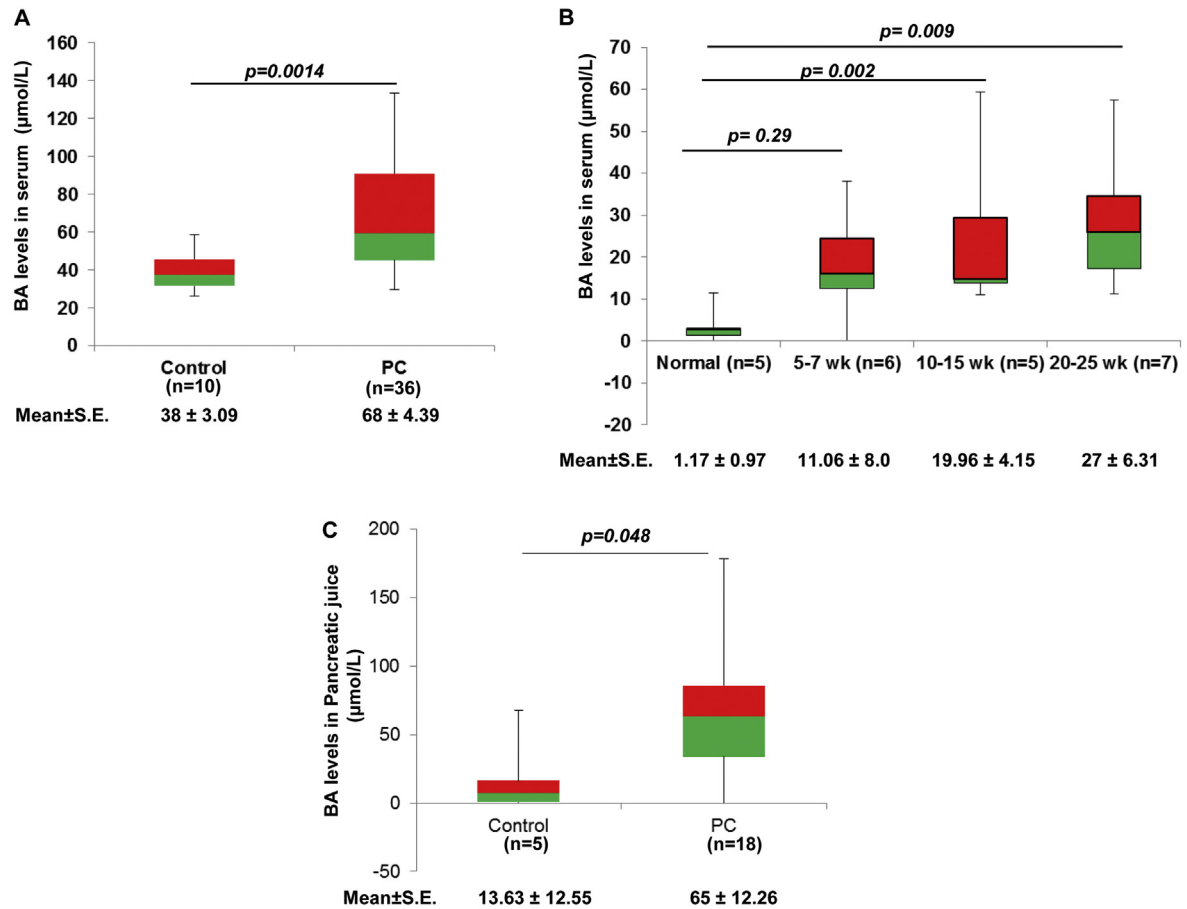 A
BA levels in serum (µmol/L)
160
140
120
100
80
60
40
20
0
p=0.0014
Control
(n=10)
PC
(n=36)
Mean±S.E. 38 ± 3.09 68 ± 4.39
B
BA levels in serum (µmol/L)
70
60
50
40
30
20
10
0
-10
-20
p= 0.009
p= 0.002
p= 0.29
Normal (n=5) 5-7 wk (n=6) 10-15 wk (n=5) 20-25 wk (n=7)
Mean±S.E. 1.17 ± 0.97 11.06 ± 8.0 19.96 ± 4.15 27 ± 6.31
C
BA levels in Pancreatic juice
(µmol/L)
200
150
100
50
0
-50
p=0.048
Control
(n=5)
PC
(n=18)
Mean±S.E. 13.63 ± 12.55 65 ± 12.26